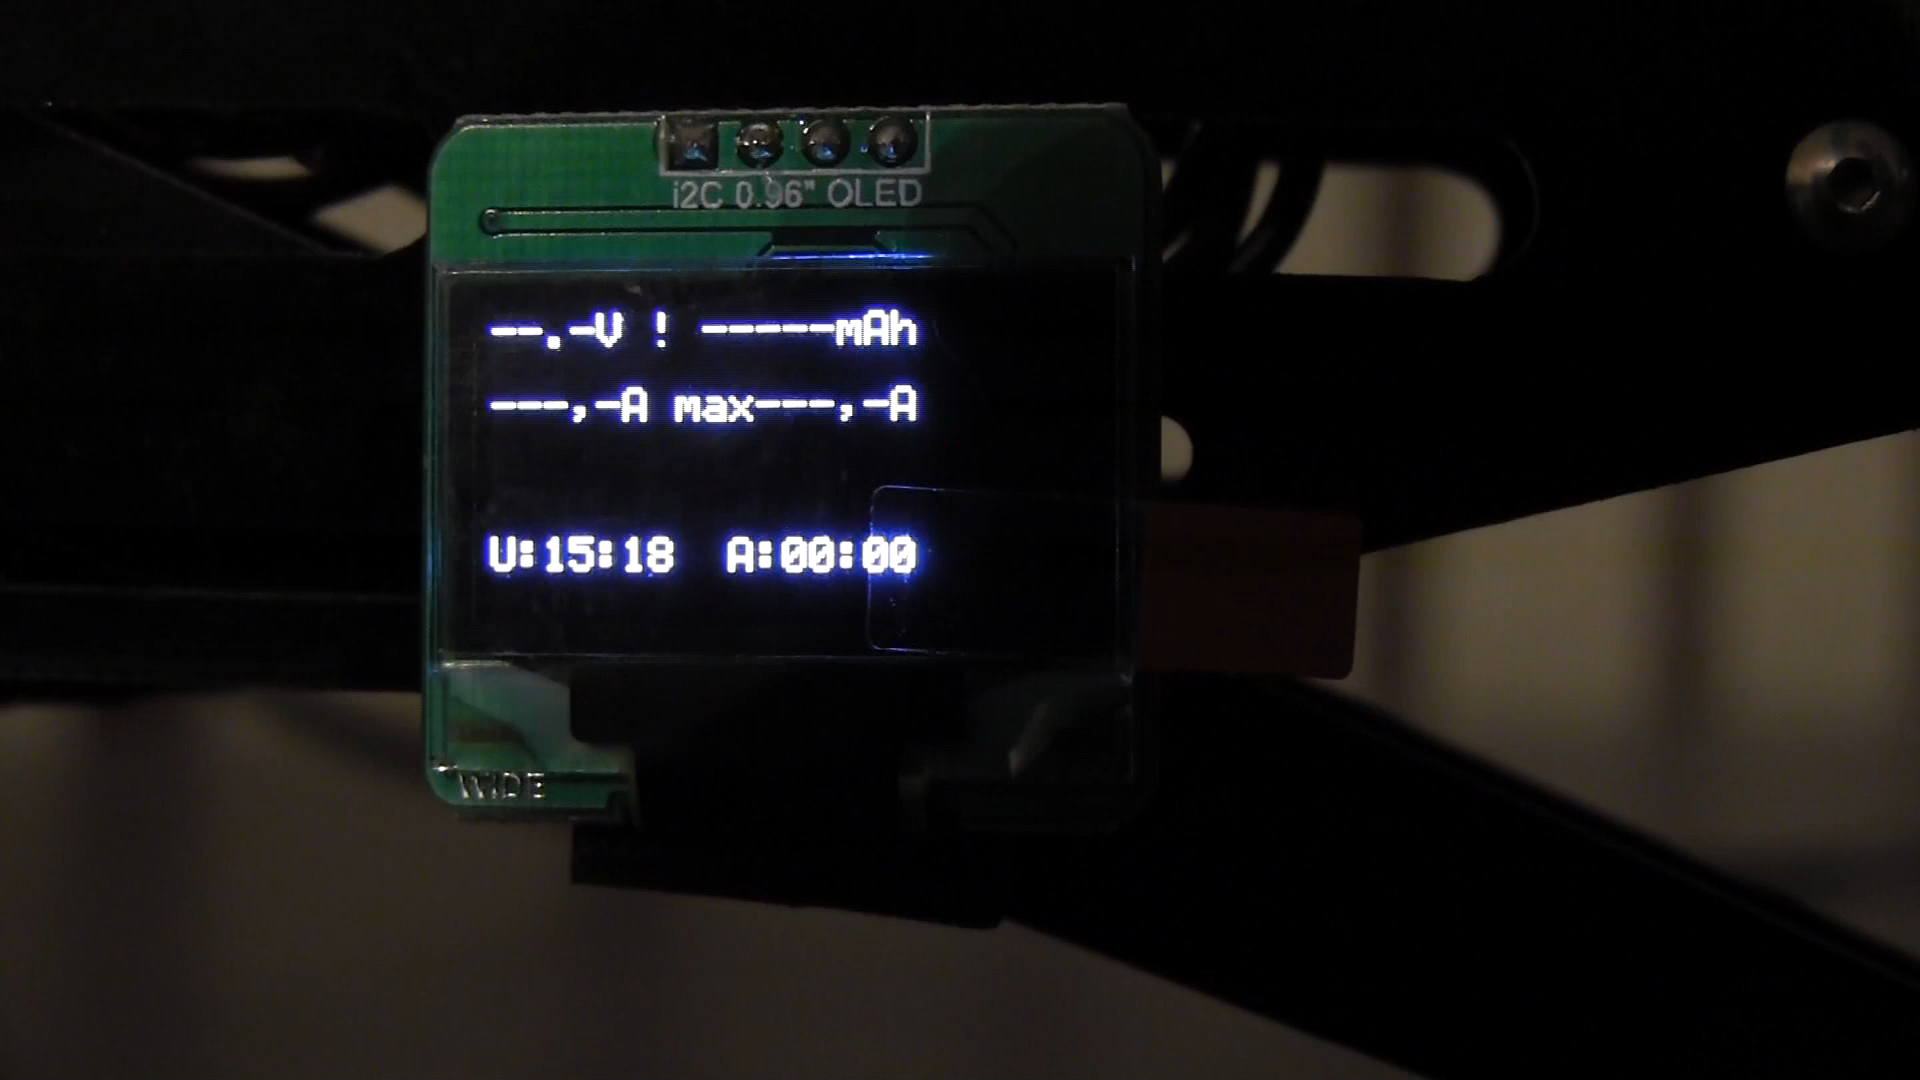 i2C 0.96" OLED
--.-V ! -----mAh
---,-A max---,-A
U:15:18 A:00:00
WIDE